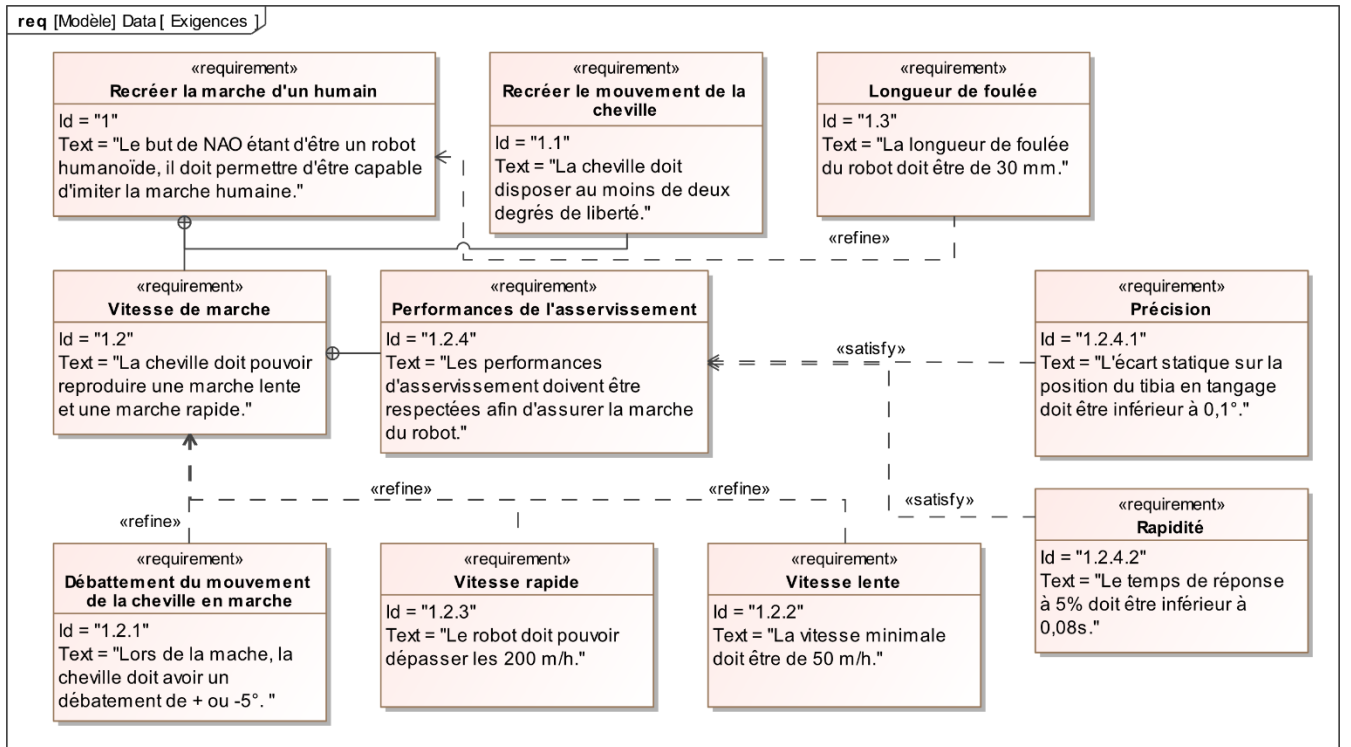 req [Modèle] Data [ Exigences ]
«requirement»
Recréer la marche d'un humain
Id = "1"
Text = "Le but de NAO étant d'être un robot
humanoïde, il doit permettre d'être capable
d'imiter la marche humaine."
«requirement»
Recréer le mouvement de la
cheville
Id = "1.1"
Text = "La cheville doit
disposer au moins de deux
degrés de liberté."
«requirement»
Longueur de foulée
Id = "1.3"
Text = "La longueur de foulée
du robot doit être de 30 mm."
«refine»
«requirement»
Vitesse de marche
Id = "1.2"
Text = "La cheville doit pouvoir
reproduire une marche lente
et une marche rapide."
«requirement»
Performances de l'asservissement
Id = "1.2.4"
Text = "Les performances
d'asservissement doivent être
respectées afin d'assurer la marche
du robot."
«satisfy»
«requirement»
Précision
Id = "1.2.4.1"
Text = "L'écart statique sur la
position du tibia en tangage
doit être inférieur à 0,1°."
«refine»
«refine»
«refine»
«satisfy»
«requirement»
Rapidité
Id = "1.2.4.2"
Text = "Le temps de réponse
à 5% doit être inférieur à
0,08s."
«requirement»
Débattement du mouvement
de la cheville en marche
Id = "1.2.1"
Text = "Lors de la mache, la
cheville doit avoir un
débatement de + ou -5°. "
«requirement»
Vitesse rapide
Id = "1.2.3"
Text = "Le robot doit pouvoir
dépasser les 200 m/h."
«requirement»
Vitesse lente
Id = "1.2.2"
Text = "La vitesse minimale
doit être de 50 m/h."